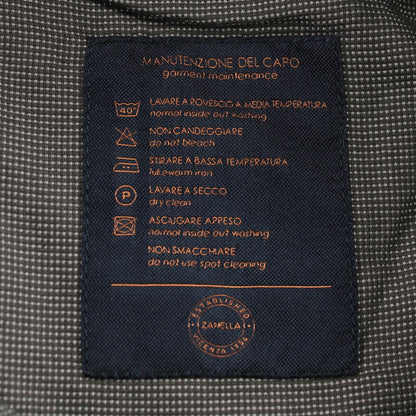 MANUTENZIONE DEL CAPO
garment maintenance
40°
LAVARE A ROVESCIO A MEDIA TEMPERATURA
normal inside out washing
NON CANDEGGIARE
do not bleach
STIRARE A BASSA TEMPERATURA
lukewarm iron
P
LAVARE A SECCO
dry clean
ASCIUGARE APPESO
normal inside out washing
NON SMACCHIARE
do not use spot cleaning
ESTABLISHED
ZANELLA
VICENZA 1954